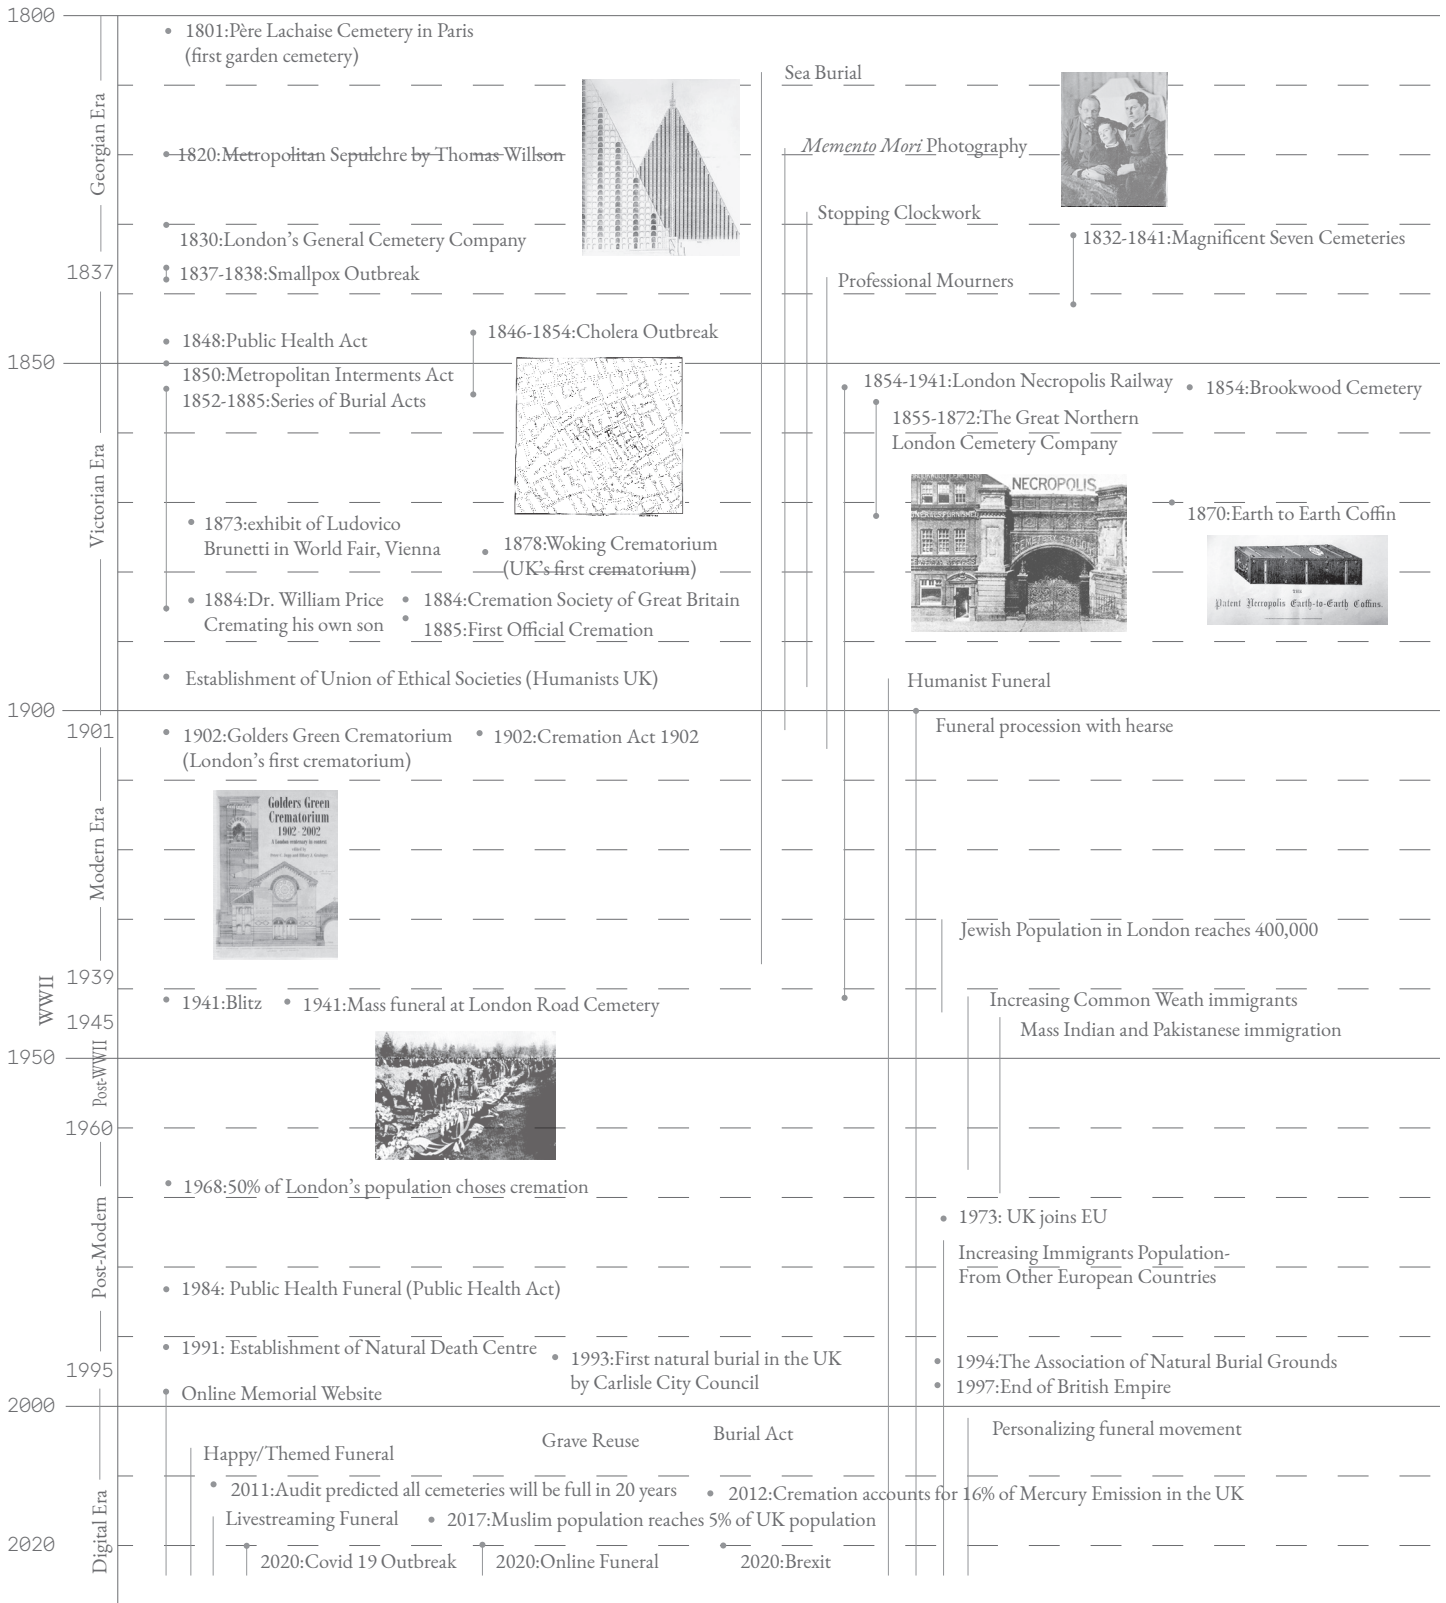 1800
1801:Père Lachaise Cemetery in Paris
(first garden cemetery)
Sea Burial
Georgian Era
1820:Metropolitan Sepulchre by Thomas Willson
Memento Mori Photography
Stopping Clockwork
1830:London's General Cemetery Company
1832-1841:Magnificent Seven Cemeteries
1837
1837-1838:Smallpox Outbreak
Professional Mourners
1848:Public Health Act
1846-1854:Cholera Outbreak
1850
1850:Metropolitan Interments Act
1852-1885:Series of Burial Acts
1854-1941:London Necropolis Railway
1854:Brookwood Cemetery
1855-1872:The Great Northern
London Cemetery Company
Victorian Era
NECROPOLIS
CEMETERY STATION
1870:Earth to Earth Coffin
THE
Patent Necropolis Earth-to-Earth Coffins.
1873:exhibit of Ludovico
Brunetti in World Fair, Vienna
1878:Woking Crematorium
(UK's first crematorium)
1884:Dr. William Price
Cremating his own son
1884:Cremation Society of Great Britain
1885:First Official Cremation
Establishment of Union of Ethical Societies (Humanists UK)
Humanist Funeral
1900
1901
Funeral procession with hearse
1902:Golders Green Crematorium
(London's first crematorium)
1902:Cremation Act 1902
Golders Green
Crematorium
1902-2002
A London centenary in context
edited by
Modern Era
Jewish Population in London reaches 400,000
WWII
1939
1941:Blitz
1941:Mass funeral at London Road Cemetery
Increasing Common Weath immigrants
1945
Mass Indian and Pakistanese immigration
1950
Post-WWII
1960
1968:50% of London's population choses cremation
Post-Modern
1973: UK joins EU
Increasing Immigrants Population-
From Other European Countries
1984: Public Health Funeral (Public Health Act)
1991: Establishment of Natural Death Centre
1993:First natural burial in the UK
by Carlisle City Council
1994:The Association of Natural Burial Grounds
1995
1997:End of British Empire
Online Memorial Website
2000
Personalizing funeral movement
Burial Act
Grave Reuse
Happy/Themed Funeral
2011:Audit predicted all cemeteries will be full in 20 years
2012:Cremation accounts for 16% of Mercury Emission in the UK
Livestreaming Funeral
2017:Muslim population reaches 5% of UK population
Digital Era
2020
2020:Covid 19 Outbreak
2020:Online Funeral
2020:Brexit